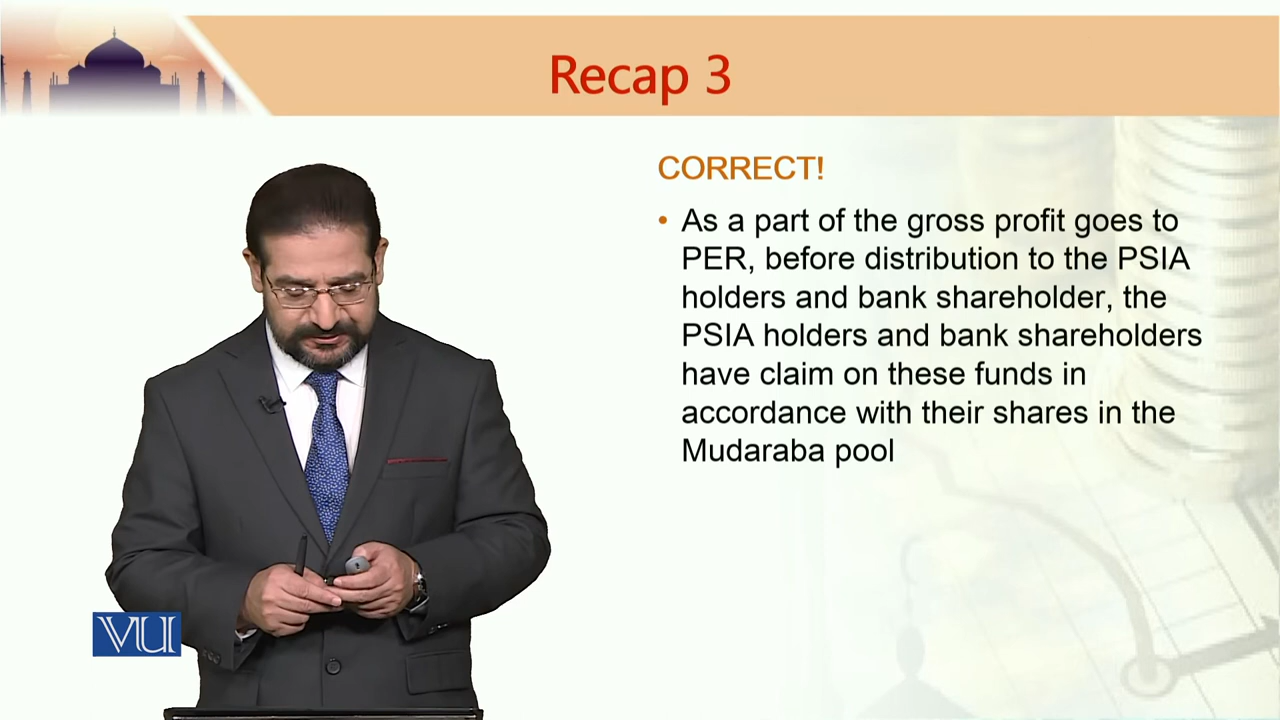 Recap 3
CORRECT!
• As a part of the gross profit goes to
PER, before distribution to the PSIA
holders and bank shareholder, the
PSIA holders and bank shareholders
have claim on these funds in
accordance with their shares in the
Mudaraba pool
VU